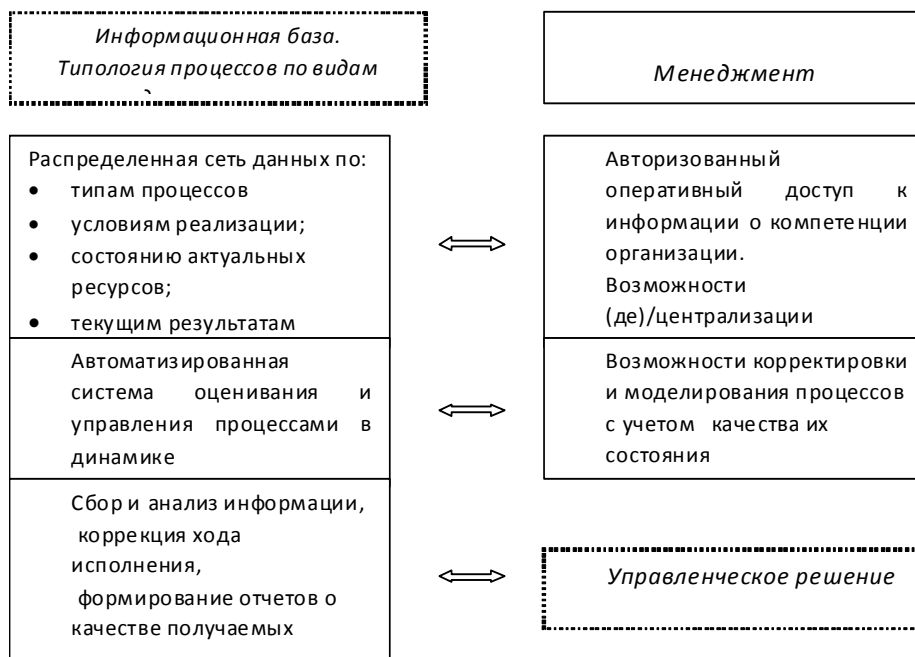 Информационная база.
Типология процессов по видам
Менеджмент
Распределенная сеть данных по:
• типам процессов
• условиям реализации;
• состоянию актуальных
ресурсов;
• текущим результатам
Авторизованный
оперативный доступ к
информации о компетенции
организации.
Возможности
(де)/централизации
Автоматизированная
система оценивания и
управления процессами в
динамике
Возможности корректировки
и моделирования процессов
с учетом качества их
состояния
Сбор и анализ информации,
коррекция хода
исполнения,
формирование отчетов о
качестве получаемых
Управленческое решение